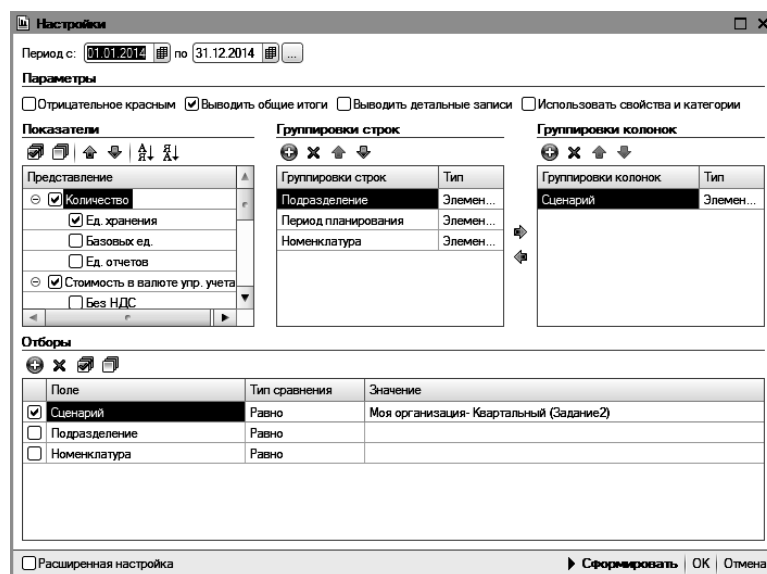 Настройки
Период с: 01.01.2014 по 31.12.2014 ...
Параметры
Отрицательное красным Выводить общие итоги Выводить детальные записи Использовать свойства и категории
Показатели Группировки строк Группировки колонок
Представление Группировки строк Тип Группировки колонок Тип
Количество Подразделение Элемен... Сценарий Элемен...
Ед. хранения Период планирования Элемен...
Базовых ед. Номенклатура Элемен...
Ед. отчетов
Стоимость в валюте упр. учета
Без НДС
Отборы
Поле Тип сравнения Значение
Сценарий Равно Моя организация- Квартальный (Задание2)
Подразделение Равно
Номенклатура Равно
Расширенная настройка Сформировать OK Отмена